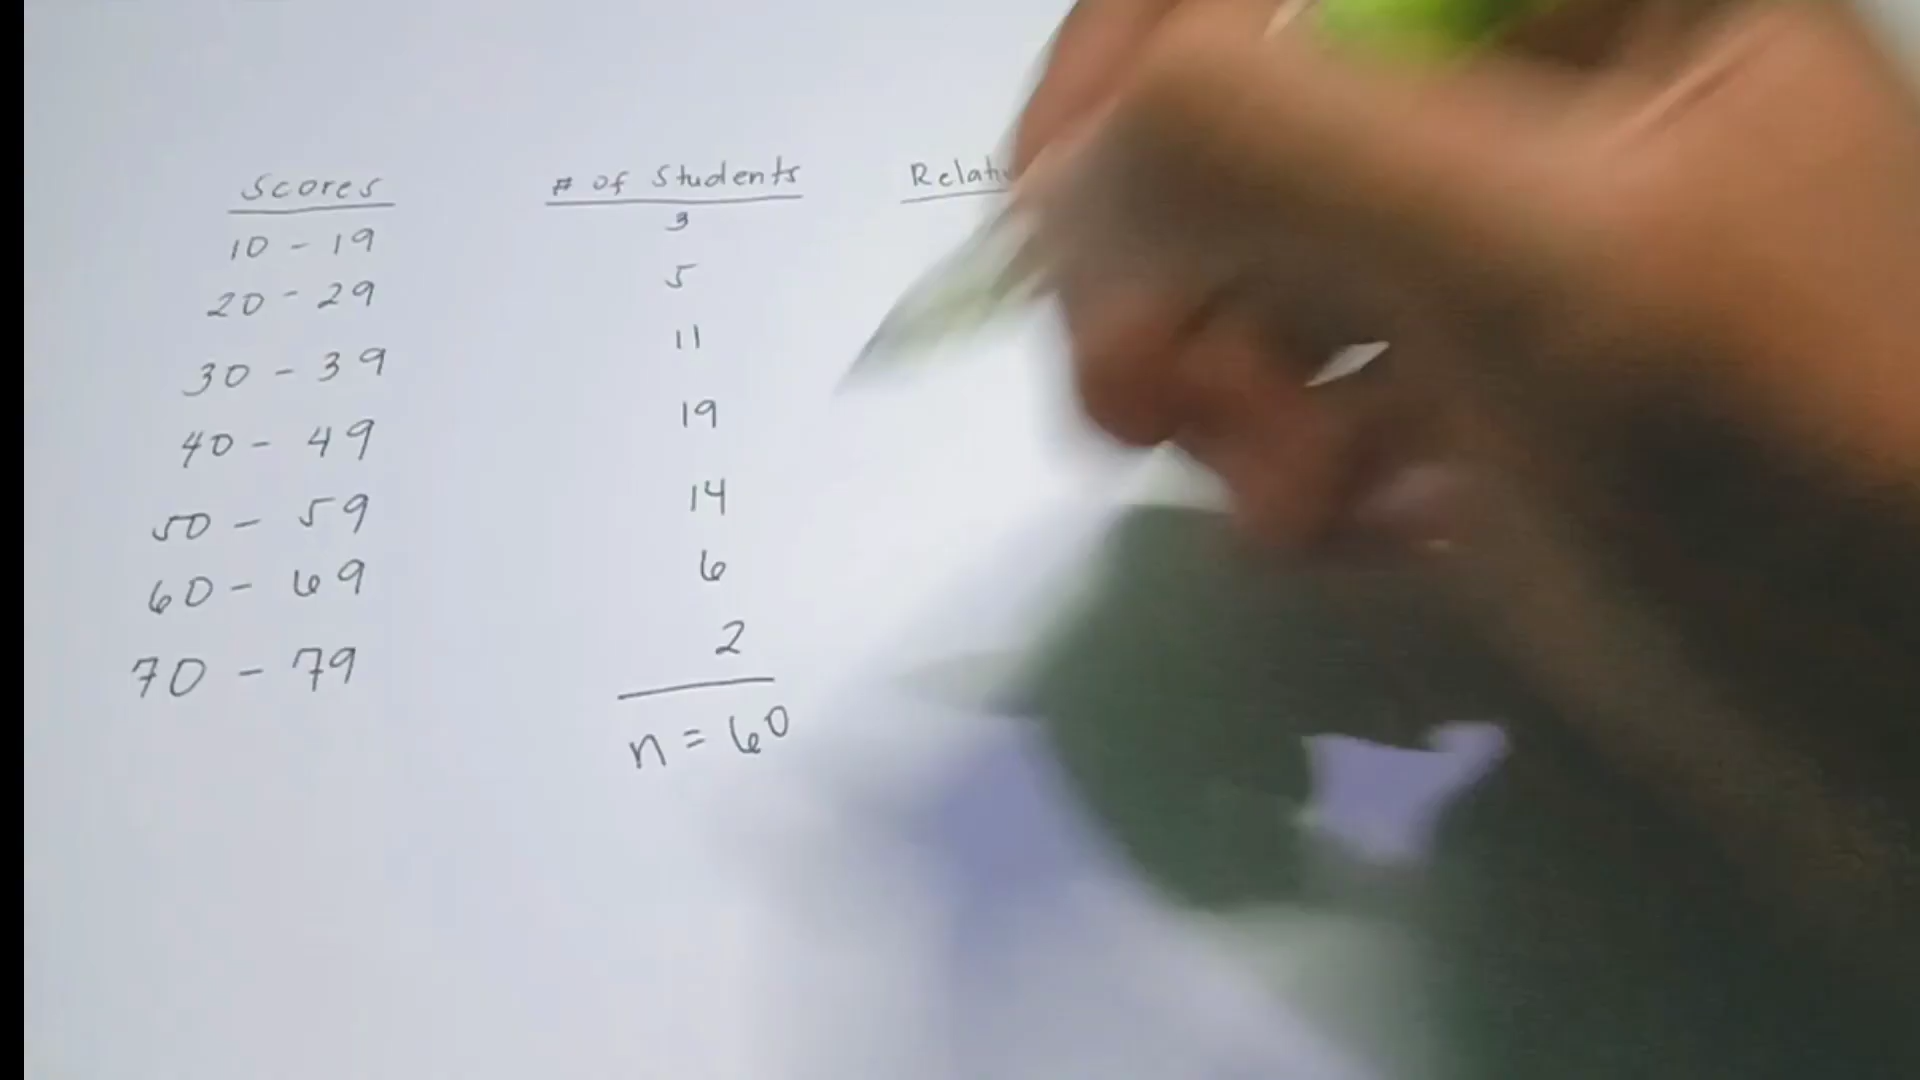 Scores # of Students
10 - 19 3
20 - 29 5
30 - 39 11
40 - 49 19
50 - 59 14
60 - 69 6
70 - 79 2
n = 60